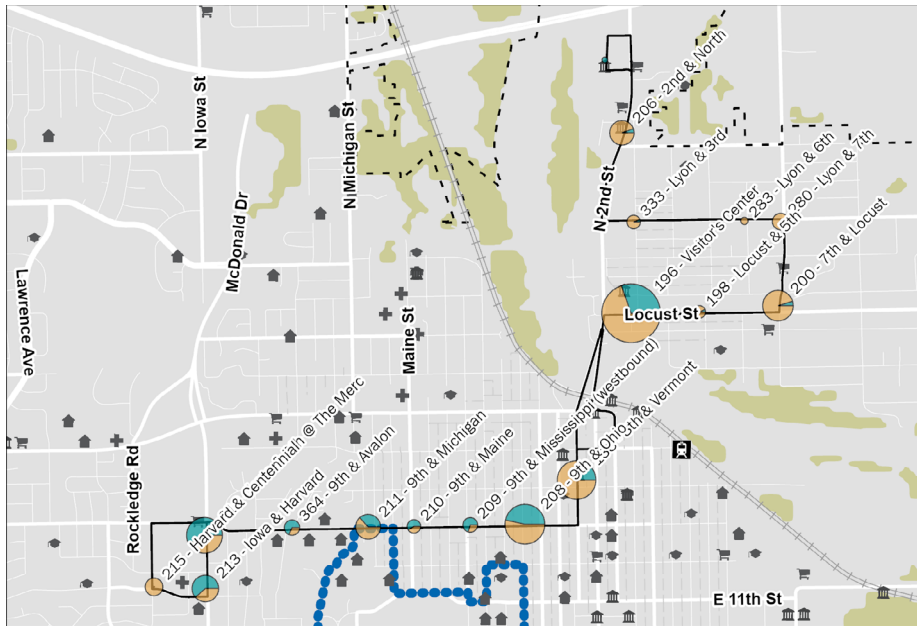 206 - 2nd & North
N Iowa St
N Michigan St
333 - Lyon & 3rd
283 - Lyon & 6th
280 - Lyon & 7th
N 2nd St
McDonald Dr
196 - Visitor's Center
198 - Locust & 5th
200 - 7th & Locust
Lawrence Ave
Locust St
Maine St
215 - Harvard & Centennial @ The Merc
213 - Iowa & Harvard
364 - 9th & Avalon
211 - 9th & Michigan
210 - 9th & Maine
209 - 9th & Mississippi (westbound)
208 - 9th & Ohio
& Vermont
Rockledge Rd
E 11th St